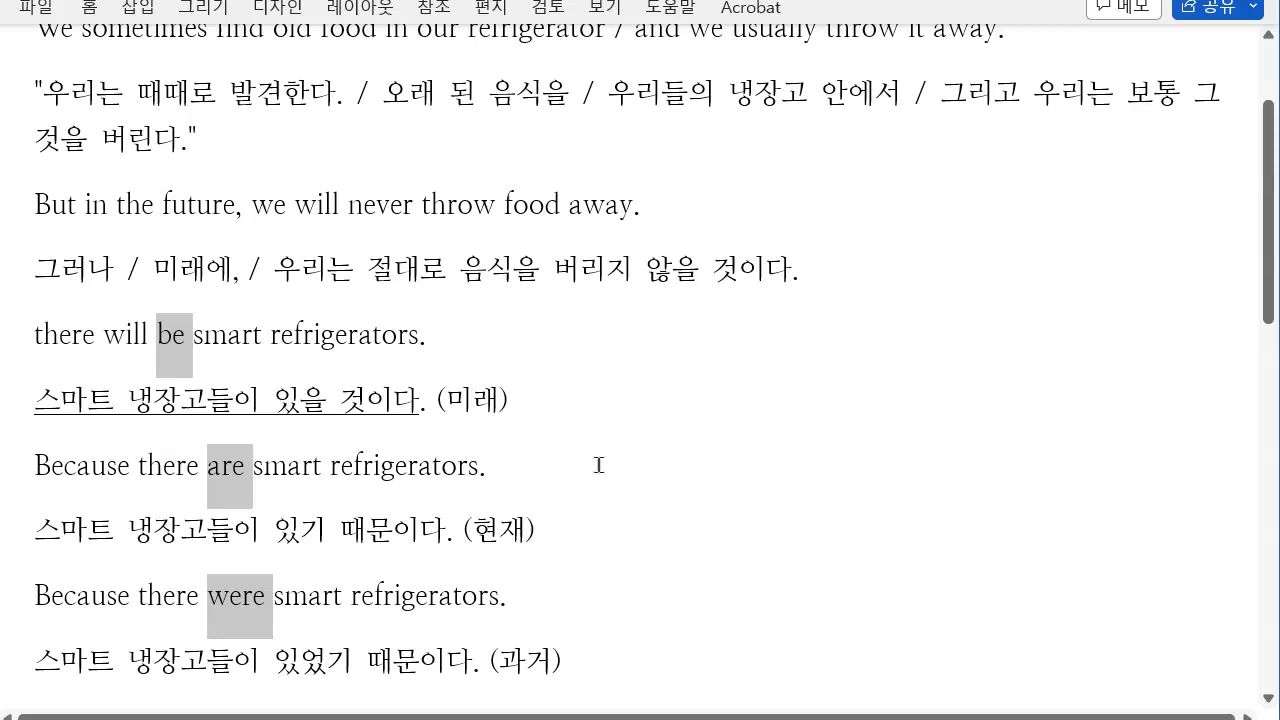 파일 홈 삽입 그리기 디자인 레이아웃 참조 편지 검토 보기 도움말 Acrobat 메모 공유
We sometimes find old food in our refrigerator / and we usually throw it away.
"우리는 때때로 발견한다. / 오래 된 음식을 / 우리들의 냉장고 안에서 / 그리고 우리는 보통 그
것을 버린다."
But in the future, we will never throw food away.
그러나 / 미래에, / 우리는 절대로 음식을 버리지 않을 것이다.
there will be smart refrigerators.
스마트 냉장고들이 있을 것이다. (미래)
Because there are smart refrigerators.
스마트 냉장고들이 있기 때문이다. (현재)
Because there were smart refrigerators.
스마트 냉장고들이 있었기 때문이다. (과거)